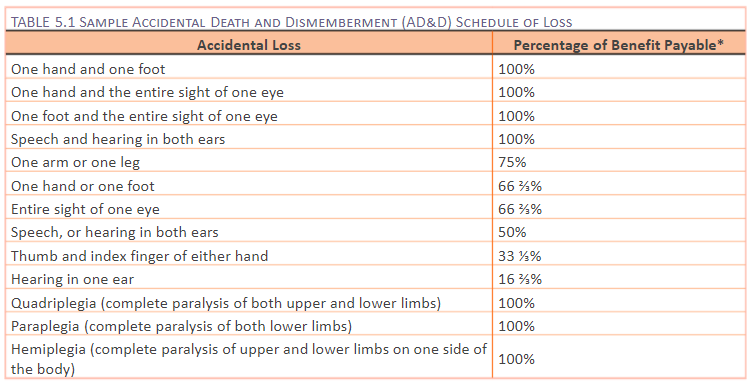 TABLE 5.1 SAMPLE ACCIDENTAL DEATH AND DISMEMBERMENT (AD&D) SCHEDULE OF LOSS
Accidental Loss Percentage of Benefit Payable*
One hand and one foot 100%
One hand and the entire sight of one eye 100%
One foot and the entire sight of one eye 100%
Speech and hearing in both ears 100%
One arm or one leg 75%
One hand or one foot 66 ⅔%
Entire sight of one eye 66 ⅔%
Speech, or hearing in both ears 50%
Thumb and index finger of either hand 33 ⅓%
Hearing in one ear 16 ⅔%
Quadriplegia (complete paralysis of both upper and lower limbs) 100%
Paraplegia (complete paralysis of both lower limbs) 100%
Hemiplegia (complete paralysis of upper and lower limbs on one side of
the body) 100%